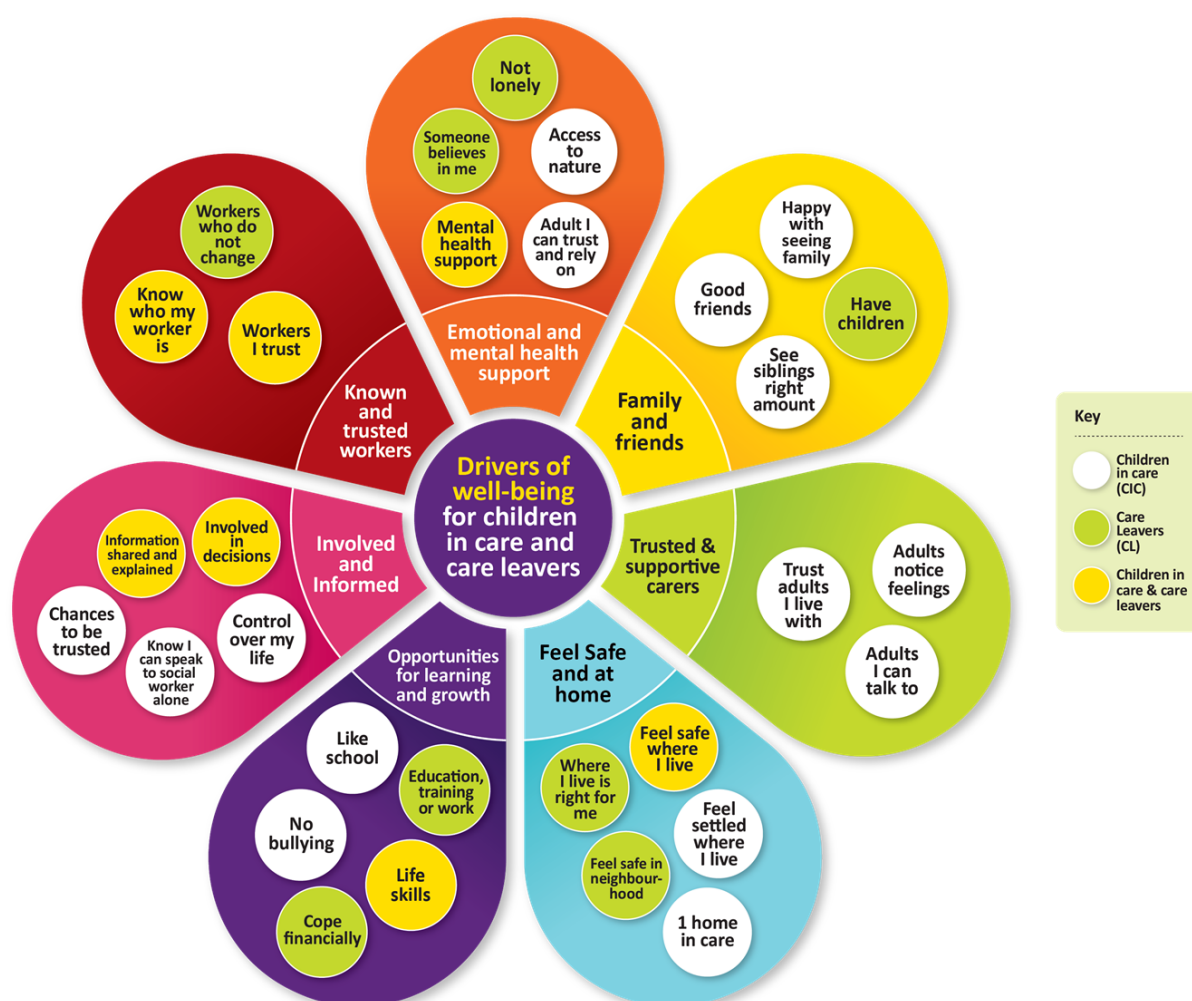 Not
lonely
Someone
believes
in me
Access
to
nature
Mental
health
support
Adult I
can trust
and rely
on
Emotional and
mental health
support
Happy
with
seeing
family
Good
friends
Have
children
See
siblings
right
amount
Family
and
friends
Adults
notice
feelings
Trust
adults
I live
with
Adults
I can
talk to
Trusted &
supportive
carers
Feel Safe
and at
home
Feel safe
where
I live
Where
I live is
right for
me
Feel
settled
where
I live
Feel safe in
neighbour-
hood
1 home
in care
Opportunities
for learning
and growth
Like
school
Education,
training
or work
No
bullying
Life
skills
Cope
financially
Involved
and
Informed
Involved
in
decisions
Information
shared and
explained
Chances
to be
trusted
Control
over my
life
Know I
can speak
to social
worker
alone
Workers
who do
not
change
Know
who my
worker
is
Workers
I trust
Known
and
trusted
workers
Drivers of
well-being
for children
in care and
care leavers
Key
Children
in care
(CIC)
Care
Leavers
(CL)
Children in
care & care
leavers